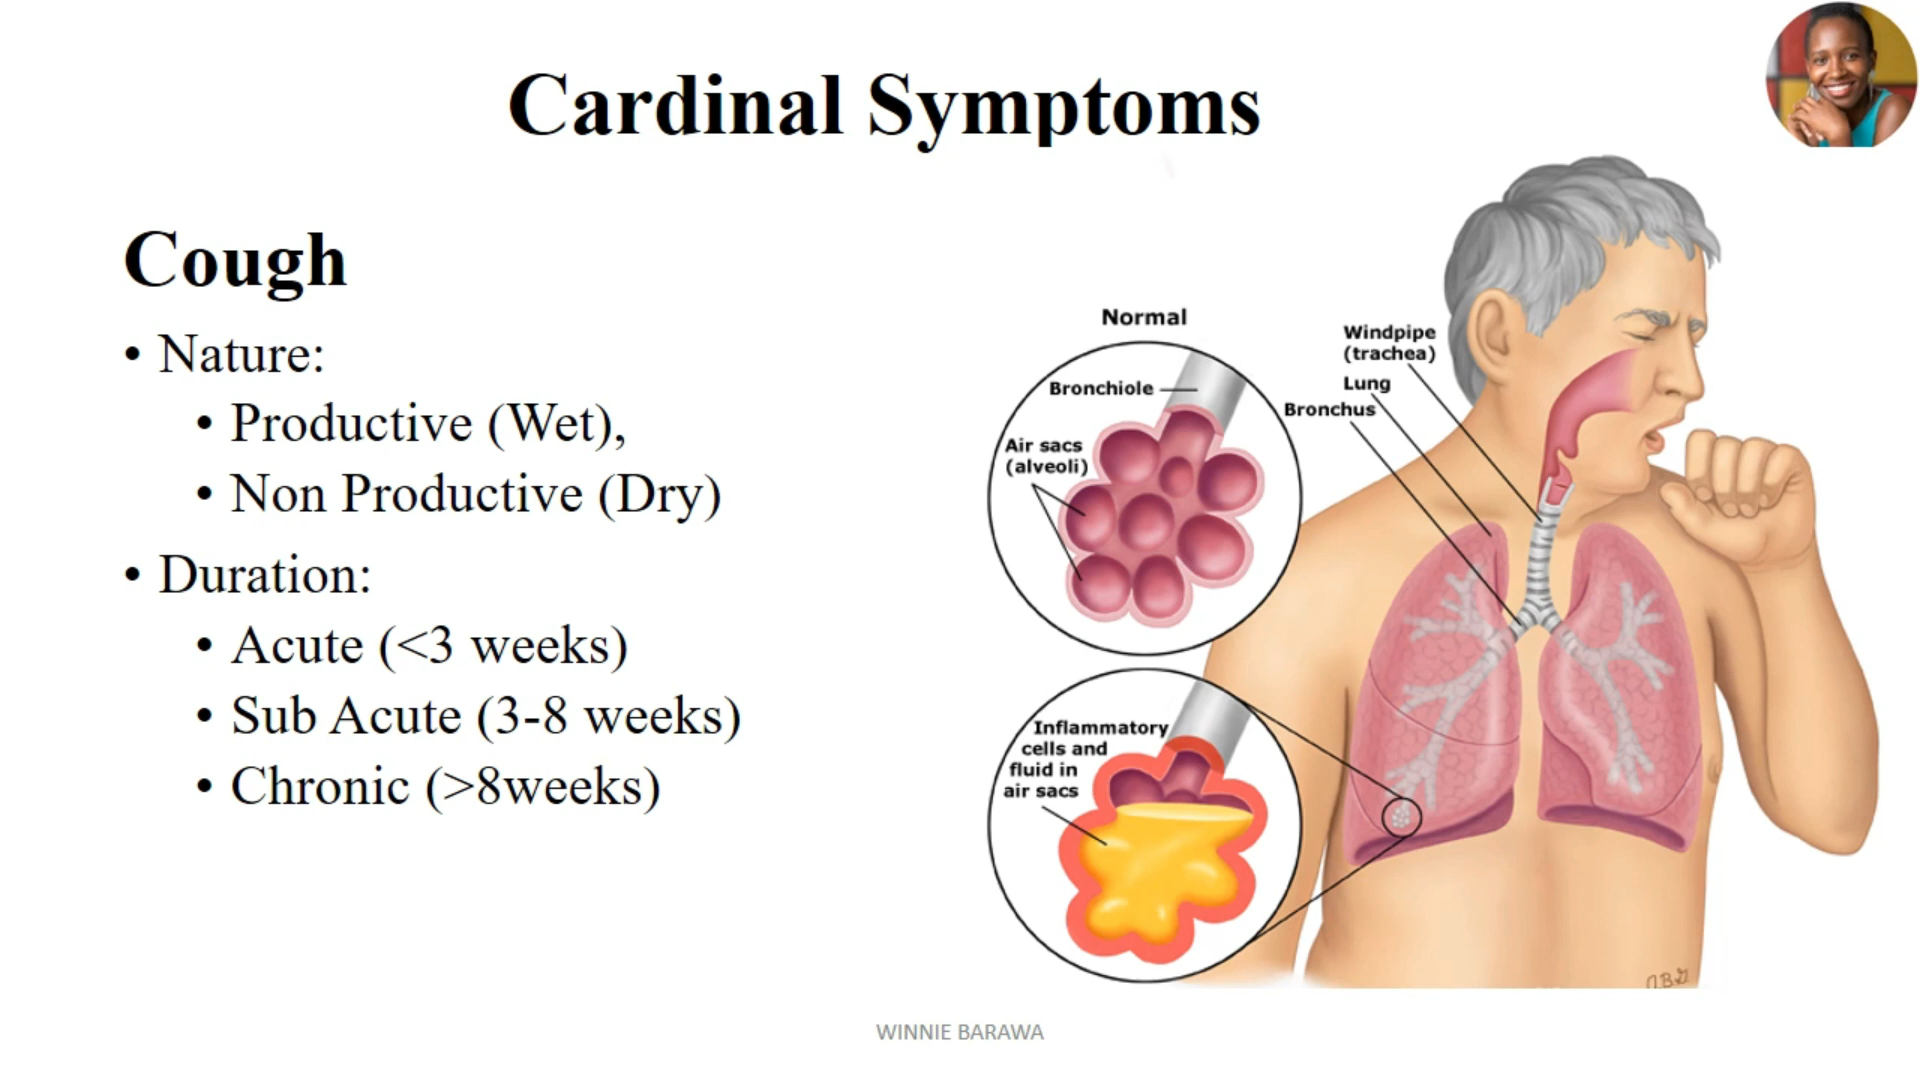 Cardinal Symptoms
Cough
• Nature:
• Productive (Wet),
• Non Productive (Dry)
• Duration:
• Acute (<3 weeks)
• Sub Acute (3-8 weeks)
• Chronic (>8weeks)
Normal
Bronchiole
Air sacs
(alveoli)
Windpipe
(trachea)
Lung
Bronchus
Inflammatory
cells and
fluid in
air sacs
WINNIE BARAWA